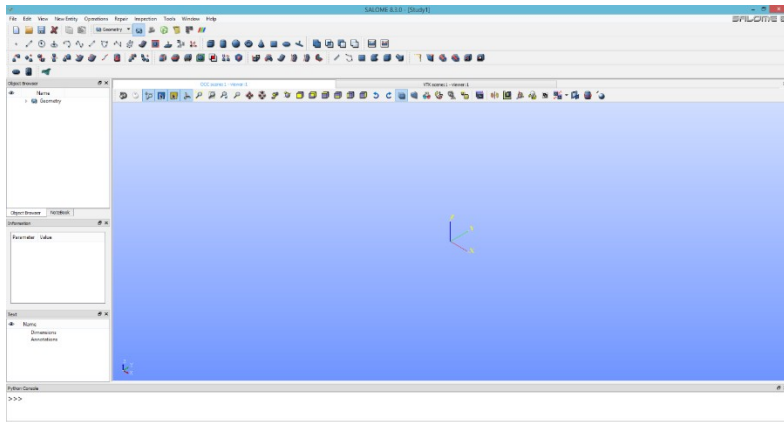 SALOME 8.3.0 - [Study1]
File Edit View New Entity Operations Repair Inspection Tools Window Help
SALOME 8
Geometry
Object Browser
OCC scene:1 - viewer:1
VTK scene:1 - viewer:1
Name
Geometry
Object Browser NoteBook
Information
Parameter Value
Name
Dimensions
Annotations
Python Console
>>>